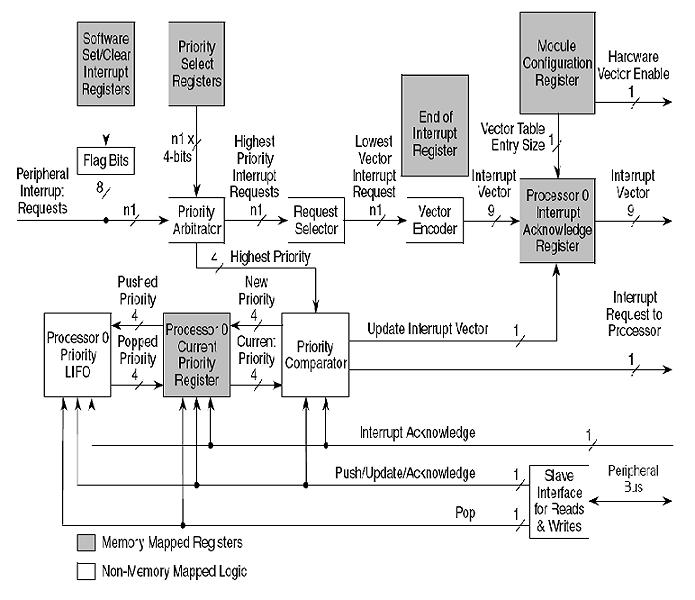 Software
Set/Clear
Interrupt
Registers
Priority
Select
Registers
Mocule
Configuration
Register
Hardware
Vector Enable
1
End of
Interrupt
Register
Flag Bits
8
n1 x
4-bits
Highest
Priority
Interrupt
Requests
Lowest
Vector
Interrupt
Request
Vector Table
Entry Size
1
Peripheral
Interrupt
Requests
n1
Priority
Arbitrator
n1
Request
Selector
n1
Vector
Encoder
Interrupt
Vector
9
Processor 0
Interrupt
Acknowledge
Register
Interrupt
Vector
9
4
Highest Priority
Pushed
Priority
4
New
Priority
4
Processor 0
Priority
LIFO
Popped
Priority
4
Processor 0
Current
Priority
Register
Current
Priority
4
Priority
Comparator
Update Interrupt Vector
1
Interrupt
Request to
Processor
1
Interrupt Acknowledge
1
Push/Update/Acknowledge
1
Pop
1
Slave
Interface
for Reads
& Writes
Peripheral
Bus
Memory Mapped Registers
Non-Memory Mapped Logic